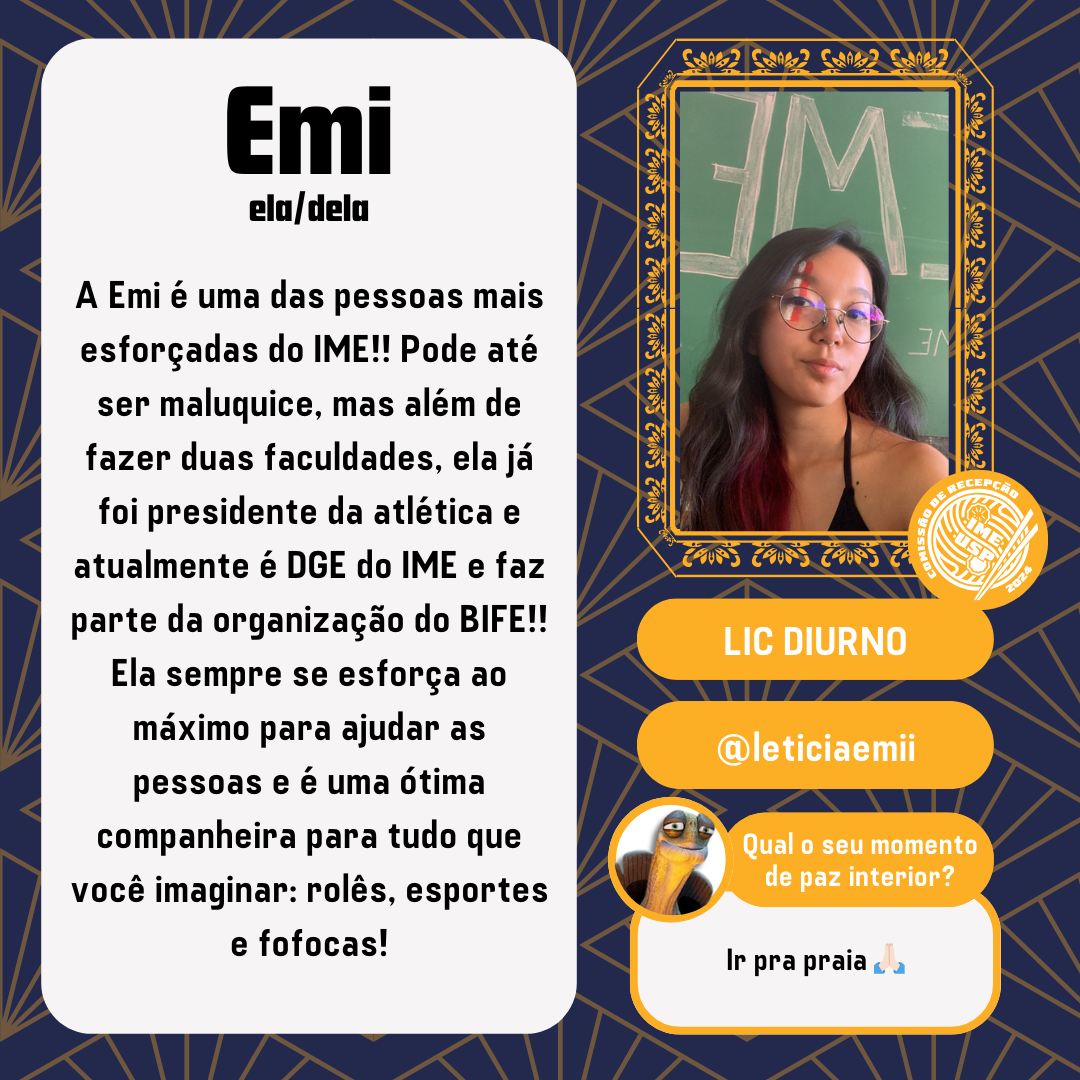 Emi
ela/dela
A Emi é uma das pessoas mais
esforçadas do IME!! Pode até
ser maluquice, mas além de
fazer duas faculdades, ela já
foi presidente da atlética e
atualmente é DGE do IME e faz
parte da organização do BIFE!!
Ela sempre se esforça ao
máximo para ajudar as
pessoas e é uma ótima
companheira para tudo que
você imaginar: rolês, esportes
e fofocas!
IME
IME
COMISSÃO DE RECEPÇÃO
IME
USP
2024
LIC DIURNO
@leticiaemii
Qual o seu momento
de paz interior?
Ir pra praia 🙏🏻